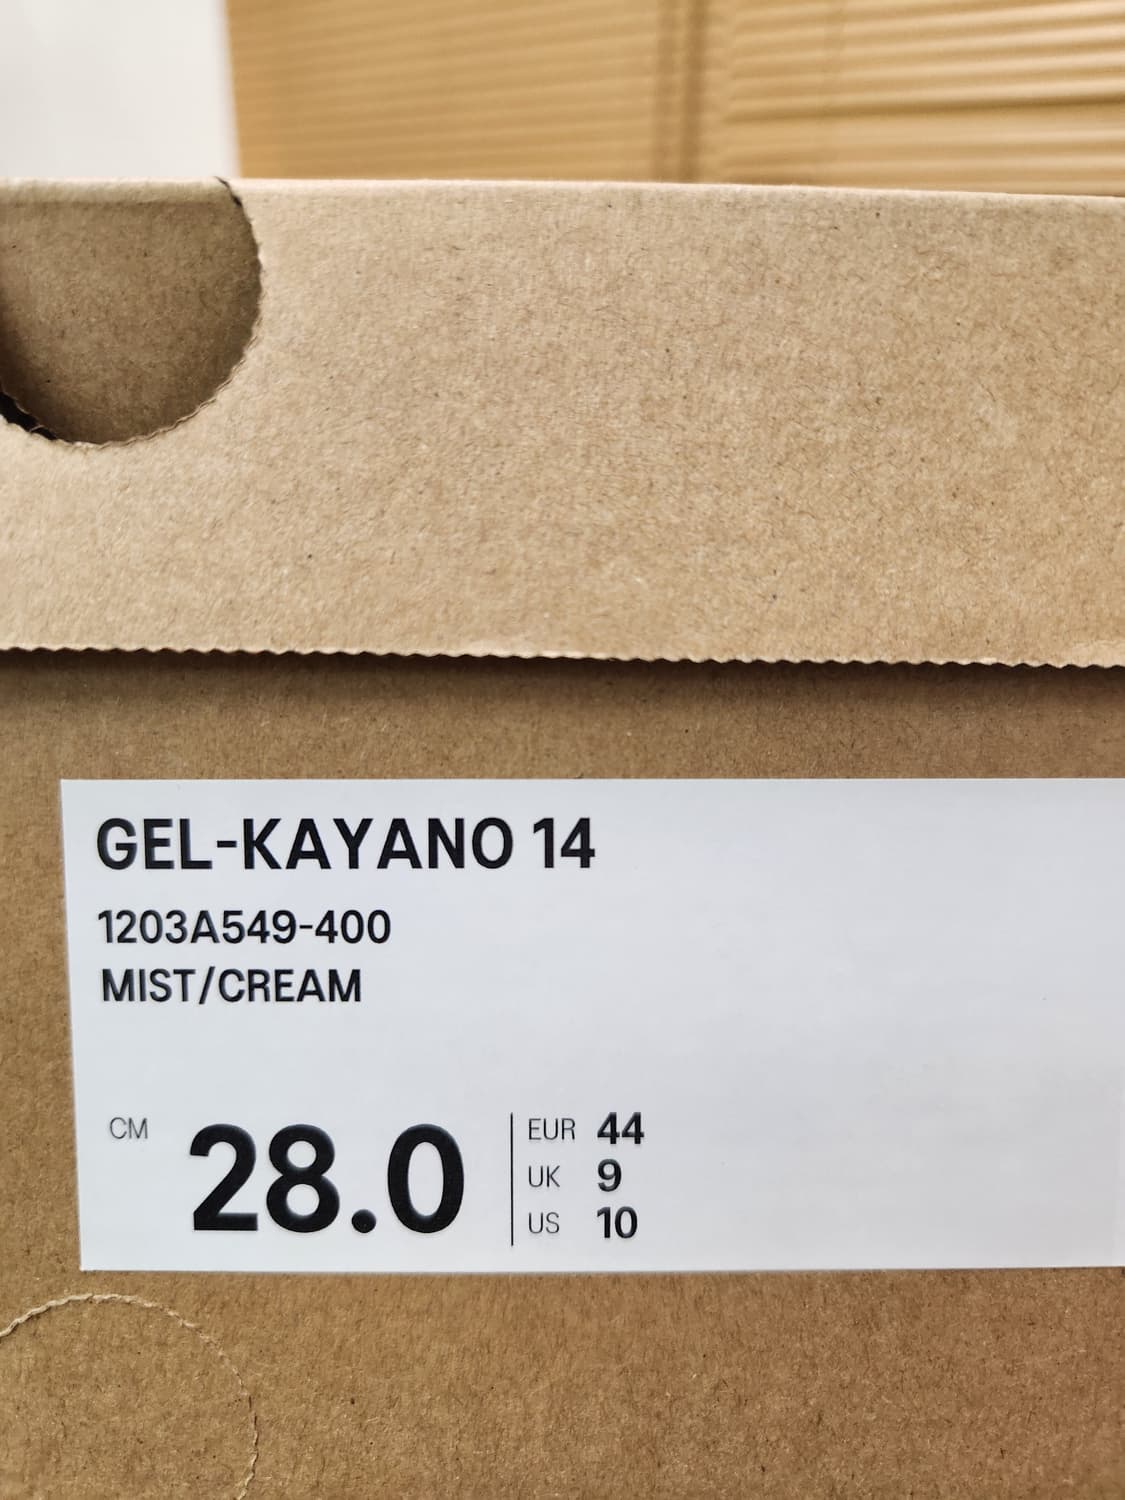 GEL-KAYANO 14
1203A549-400
MIST/CREAM
CM 28.0
EUR 44
UK 9
US 10